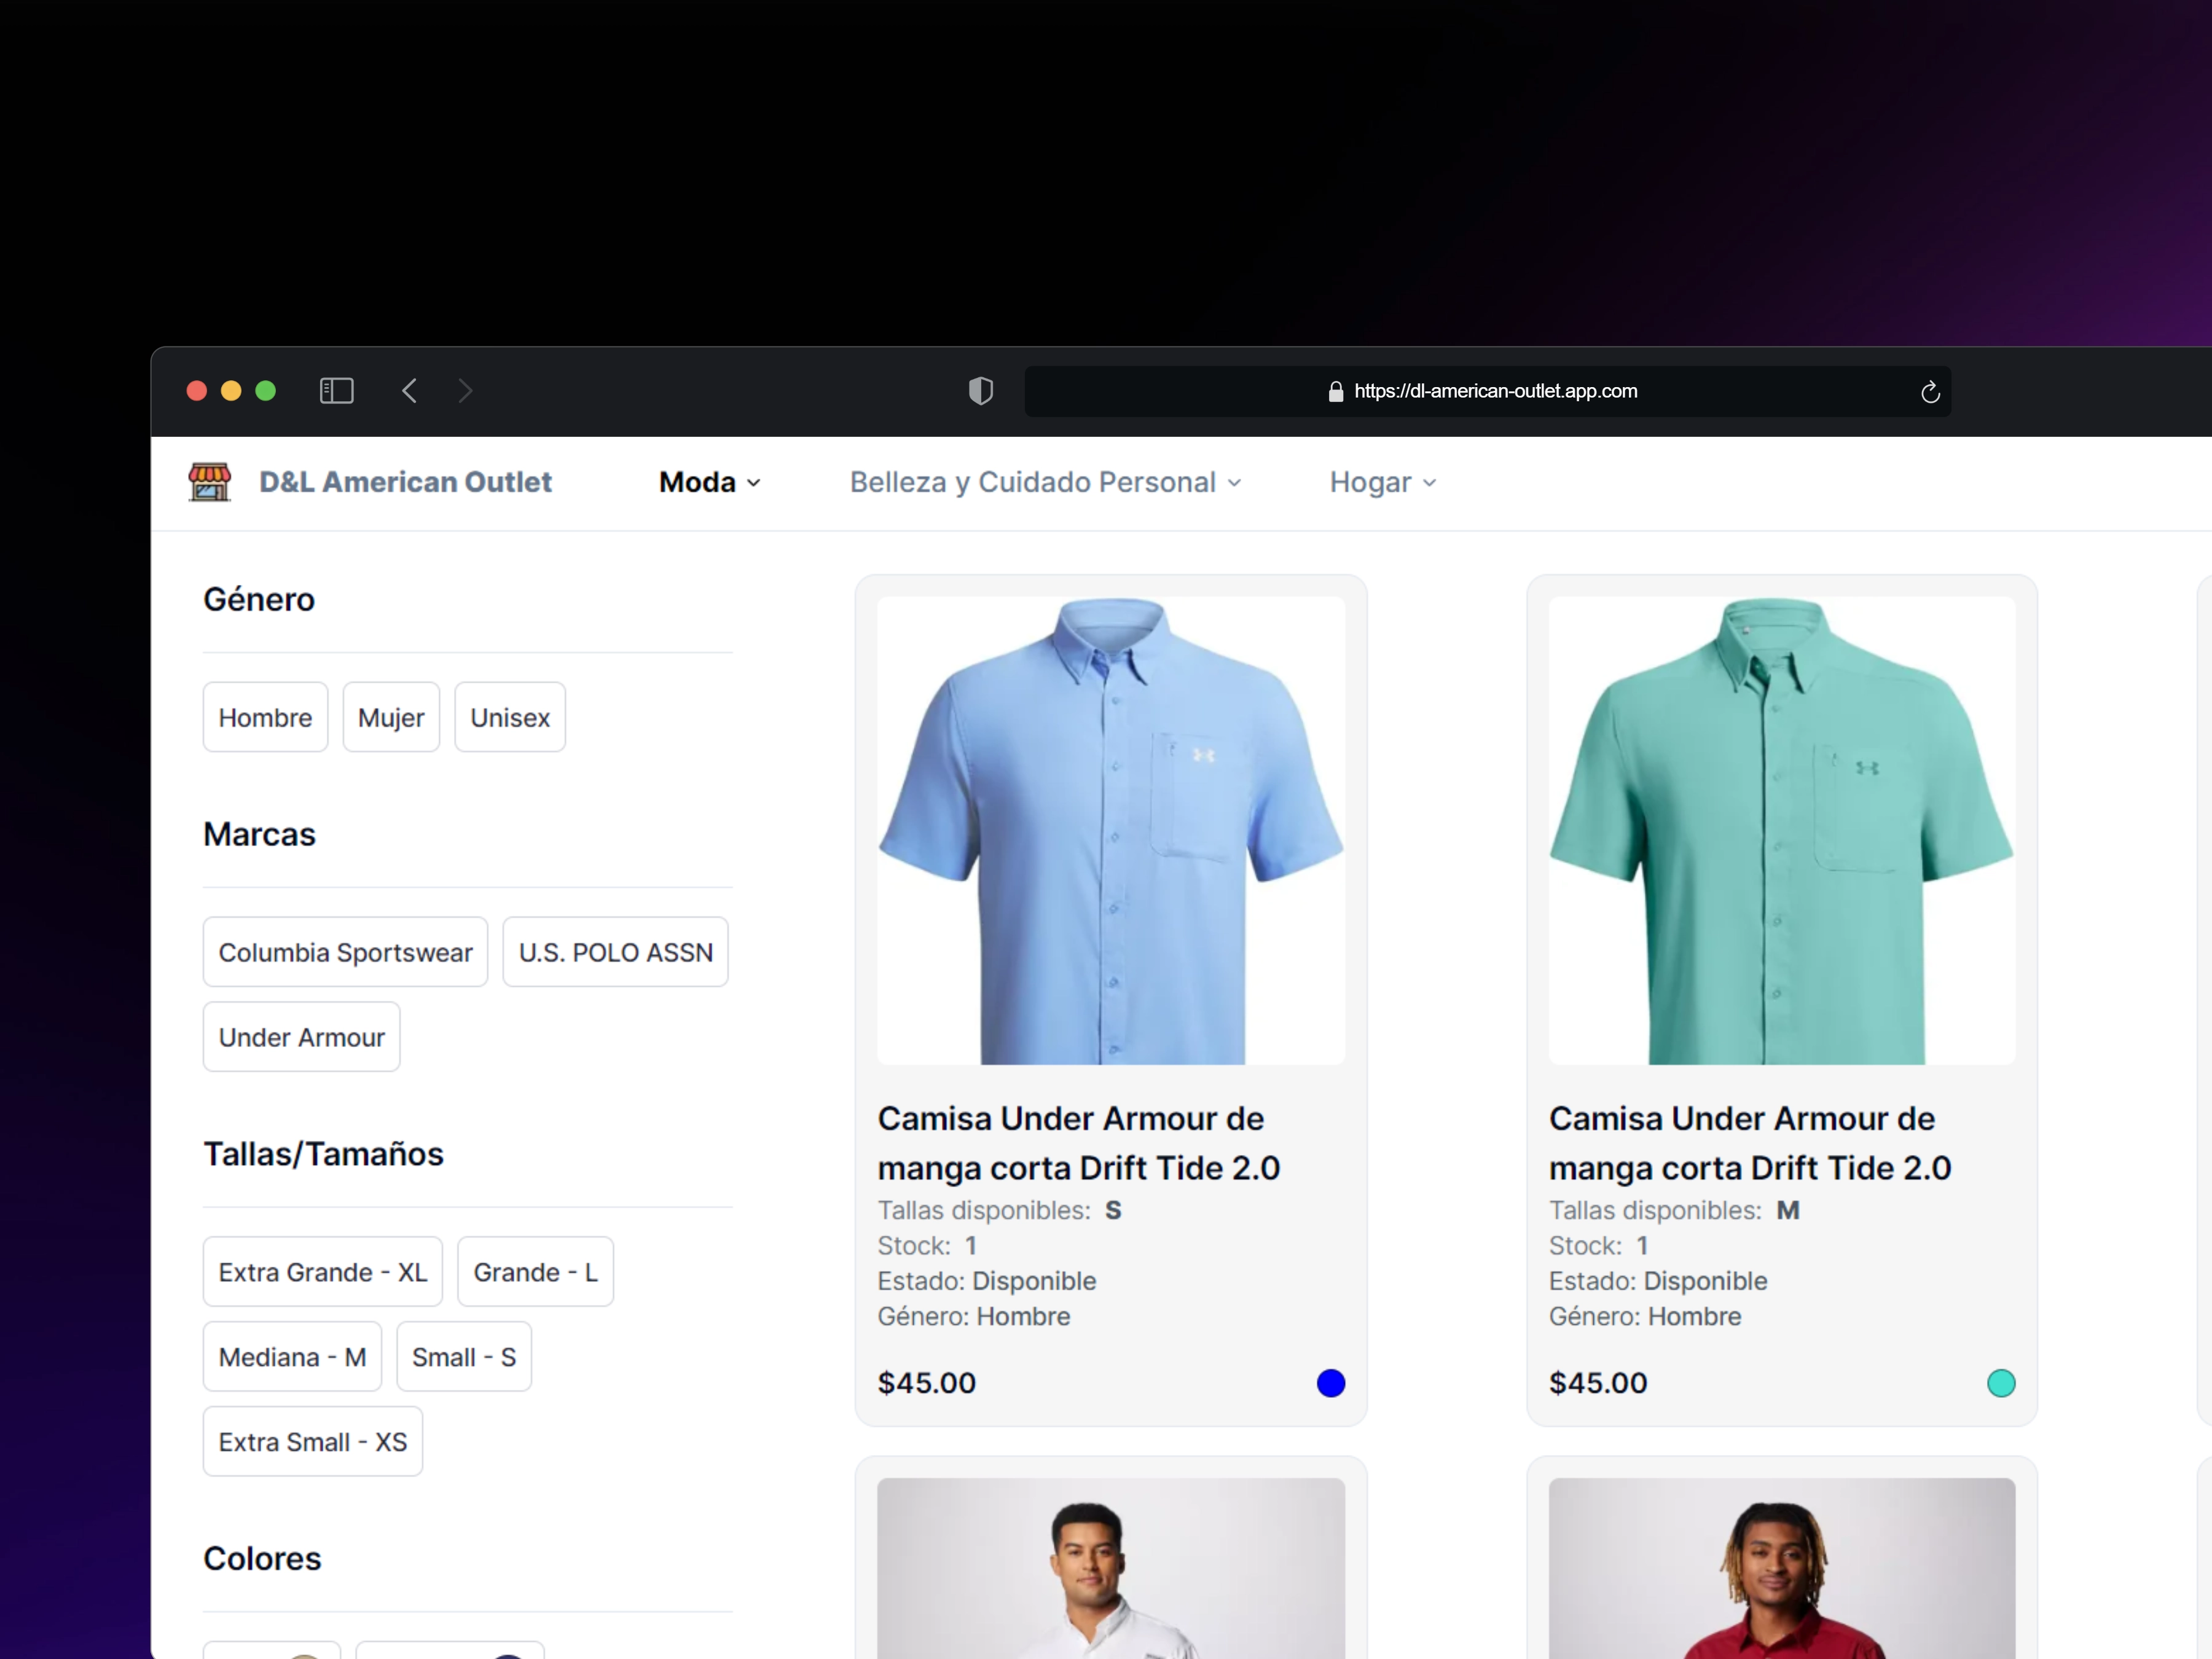 https://dl-american-outlet.app.com
D&L American Outlet
Moda
Belleza y Cuidado Personal
Hogar
Género
Hombre
Mujer
Unisex
Marcas
Columbia Sportswear
U.S. POLO ASSN
Under Armour
Tallas/Tamaños
Extra Grande - XL
Grande - L
Mediana - M
Small - S
Extra Small - XS
Colores
Camisa Under Armour de
manga corta Drift Tide 2.0
Tallas disponibles: S
Stock: 1
Estado: Disponible
Género: Hombre
$45.00
Camisa Under Armour de
manga corta Drift Tide 2.0
Tallas disponibles: M
Stock: 1
Estado: Disponible
Género: Hombre
$45.00